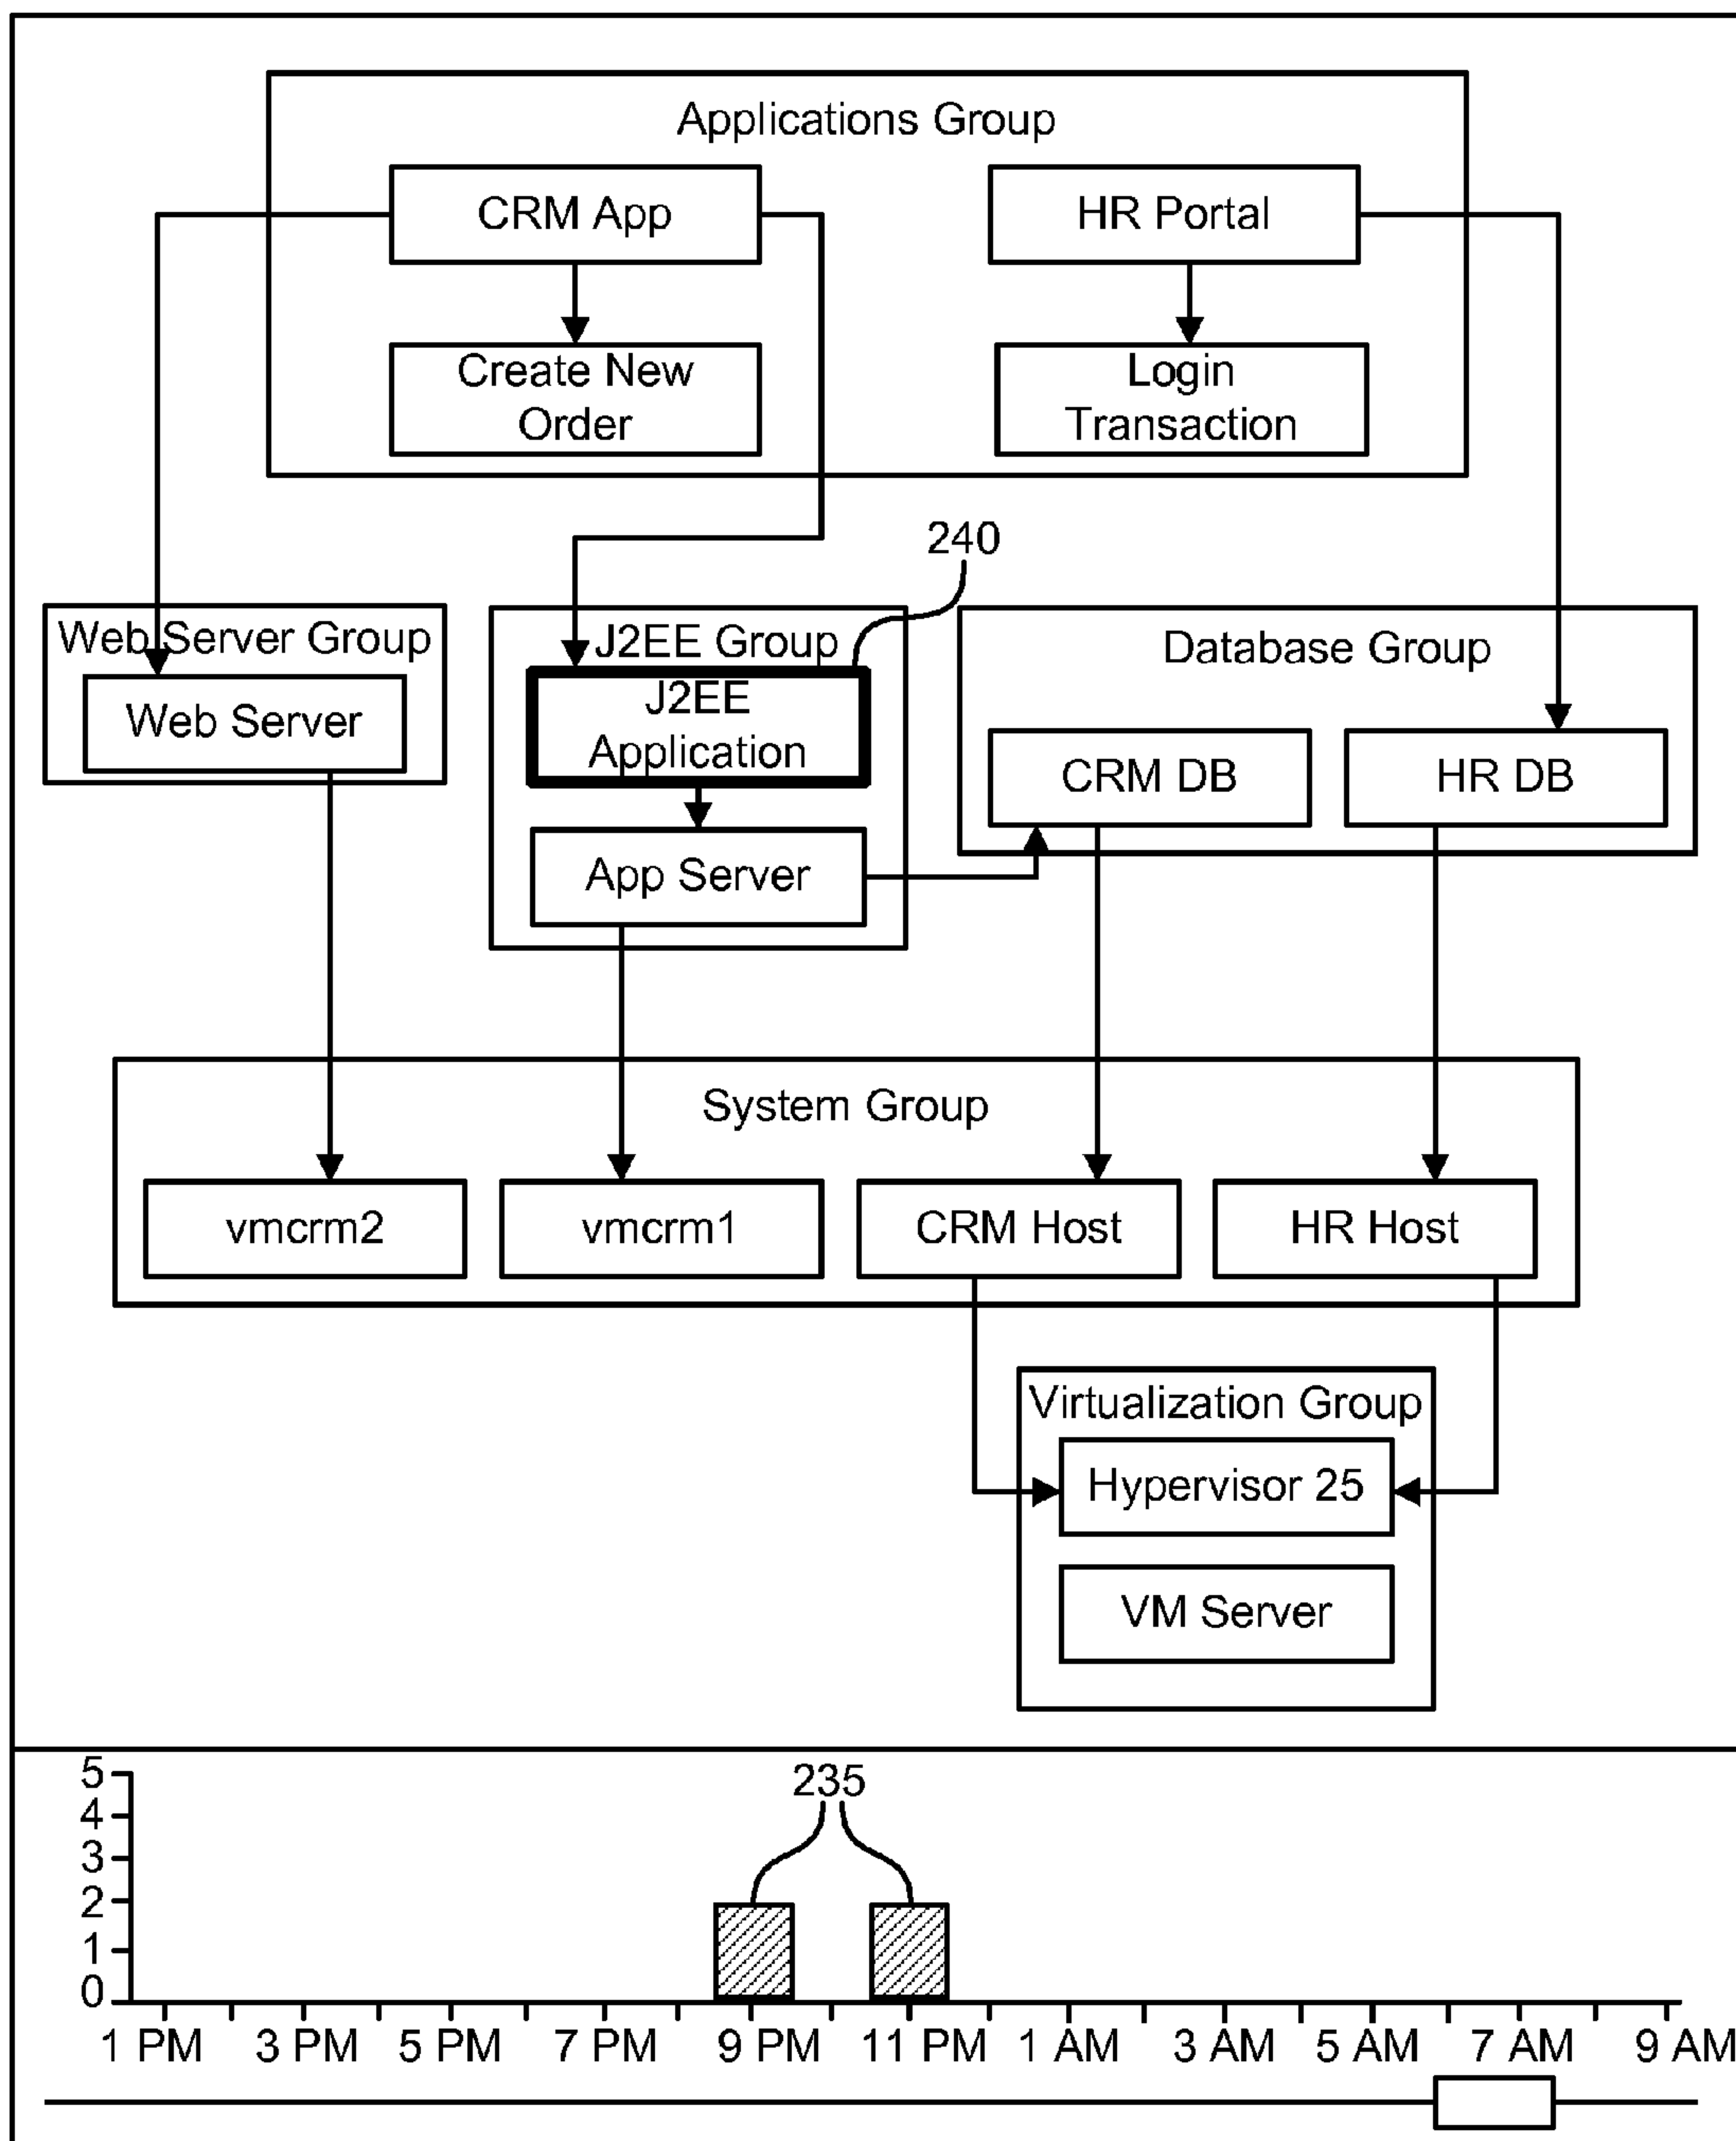 Applications Group
CRM App
HR Portal
Create New
Order
Login
Transaction
240
Web Server Group
J2EE Group
Database Group
Web Server
J2EE
Application
CRM DB
HR DB
App Server
System Group
vmcrm2
vmcrm1
CRM Host
HR Host
Virtualization Group
Hypervisor 25
VM Server
5
4
3
2
1
0
235
1 PM 3 PM 5 PM 7 PM 9 PM 11 PM 1 AM 3 AM 5 AM 7 AM 9 AM